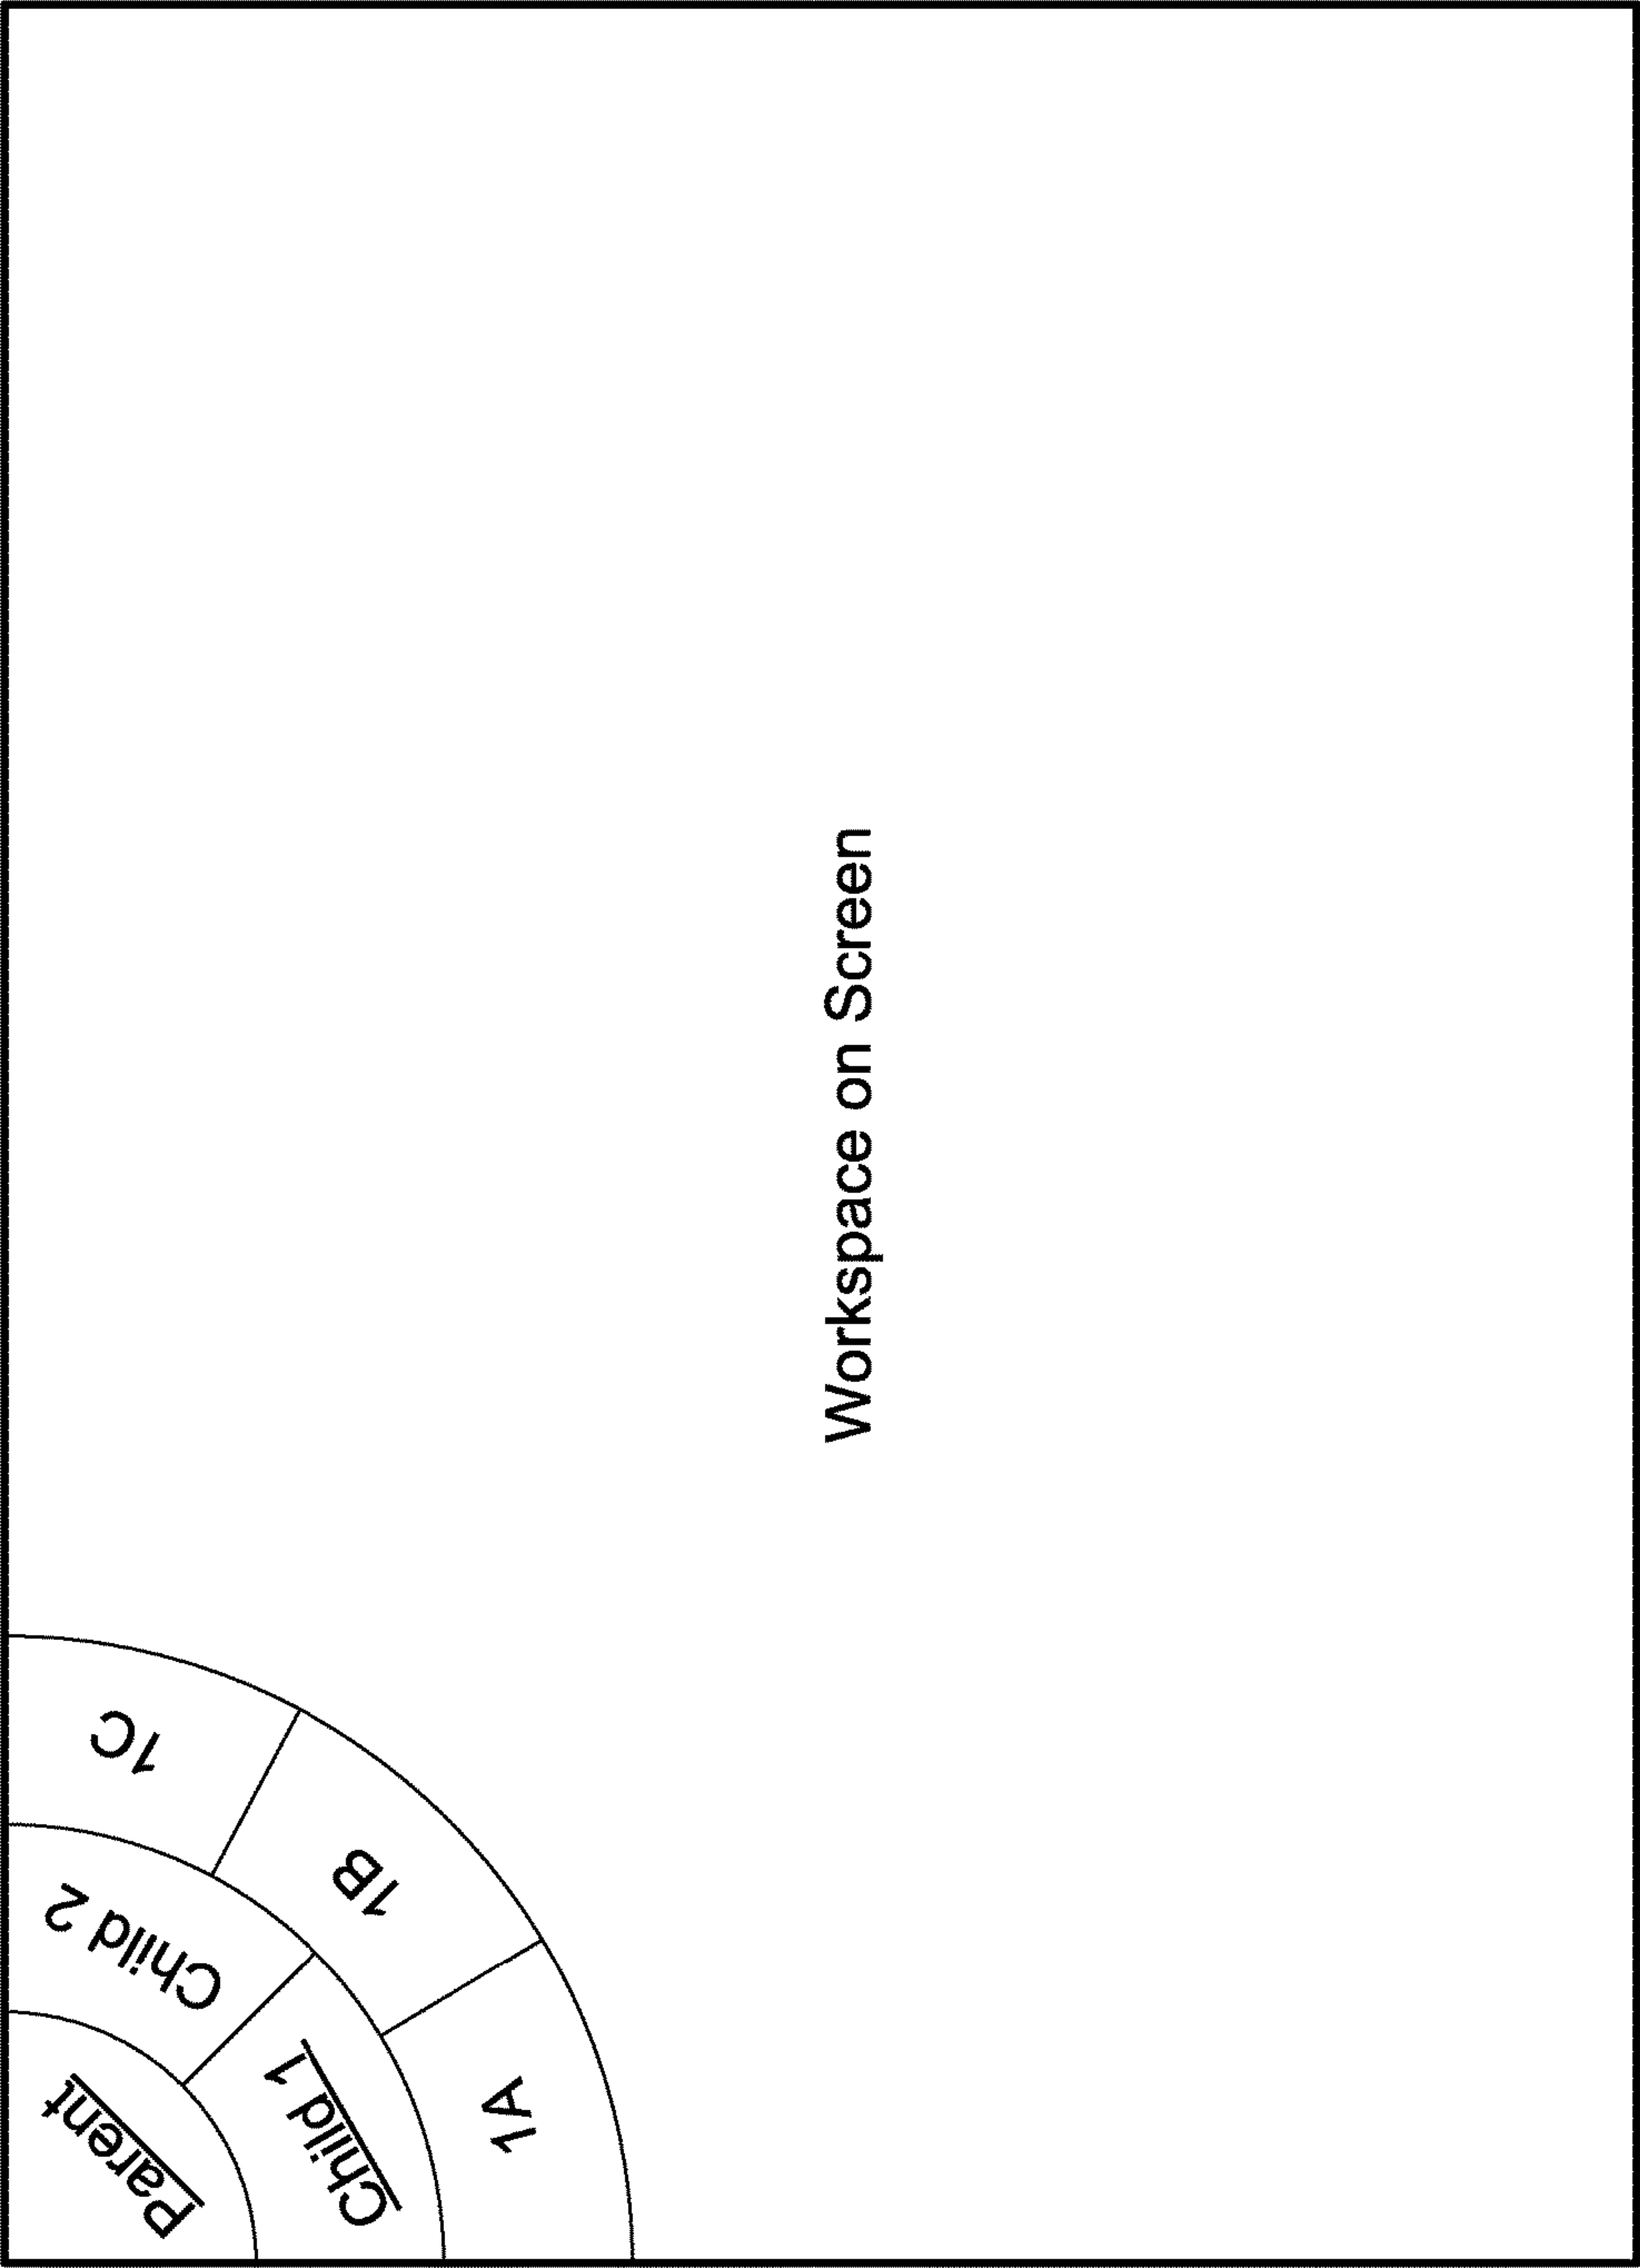 Parent
Child 1
Child 2
1A
1B
1C
Workspace on Screen